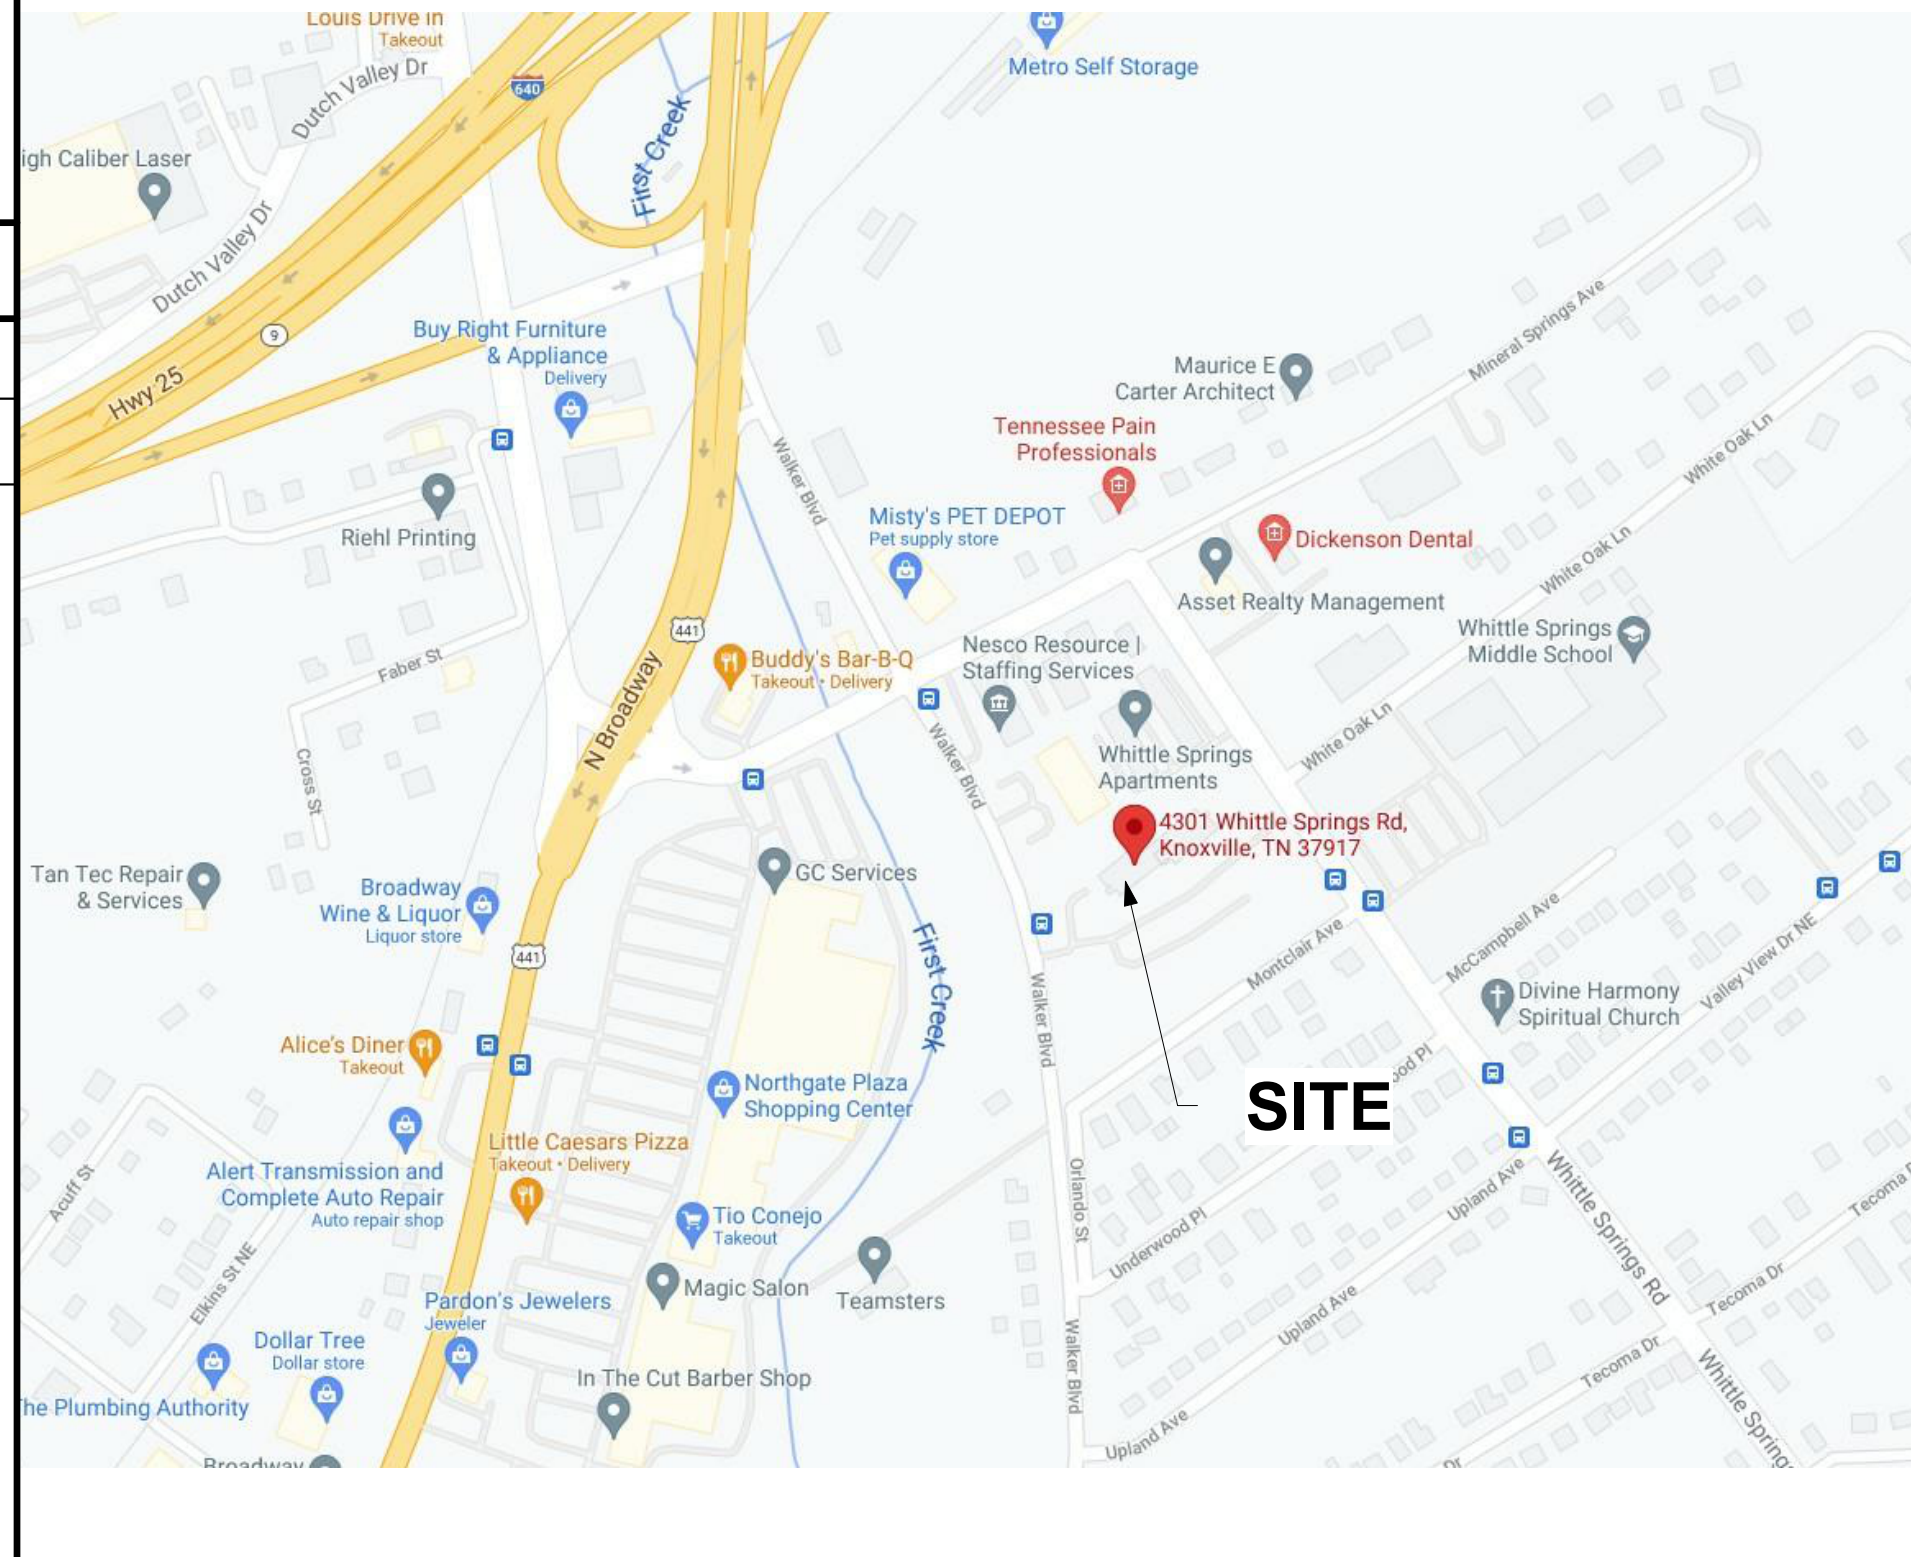 Louis Drive In
Takeout
Metro Self Storage
Dutch Valley Dr
640
First Creek
igh Caliber Laser
Dutch Valley Dr
9
Hwy 25
Buy Right Furniture
& Appliance
Delivery
Mineral Springs Ave
Maurice E
Carter Architect
Tennessee Pain
Professionals
White Oak Ln
Walker Blvd
Riehl Printing
Misty's PET DEPOT
Pet supply store
Dickenson Dental
White Oak Ln
Asset Realty Management
Whittle Springs
Middle School
441
Faber St
N Broadway
Buddy's Bar-B-Q
Takeout • Delivery
Nesco Resource |
Staffing Services
Walker Blvd
White Oak Ln
Whittle Springs
Apartments
Cross St
4301 Whittle Springs Rd,
Knoxville, TN 37917
Tan Tec Repair
& Services
GC Services
Broadway
Wine & Liquor
Liquor store
441
First Creek
Montclair Ave
McCampbell Ave
Valley View Dr NE
Walker Blvd
Divine Harmony
Spiritual Church
Alice's Diner
Takeout
ood Pl
SITE
Northgate Plaza
Shopping Center
Little Caesars Pizza
Takeout • Delivery
Alert Transmission and
Complete Auto Repair
Auto repair shop
Acuff St
Orlando St
Upland Ave
Whittle Springs Rd
Tecoma
Tio Conejo
Takeout
Underwood Pl
Elkins St NE
Magic Salon
Teamsters
Tecoma Dr
Pardon's Jewelers
Jeweler
Upland Ave
Dollar Tree
Dollar store
Walker Blvd
Tecoma Dr
Whittle Springs
In The Cut Barber Shop
he Plumbing Authority
Upland Ave
Broadway
Dr